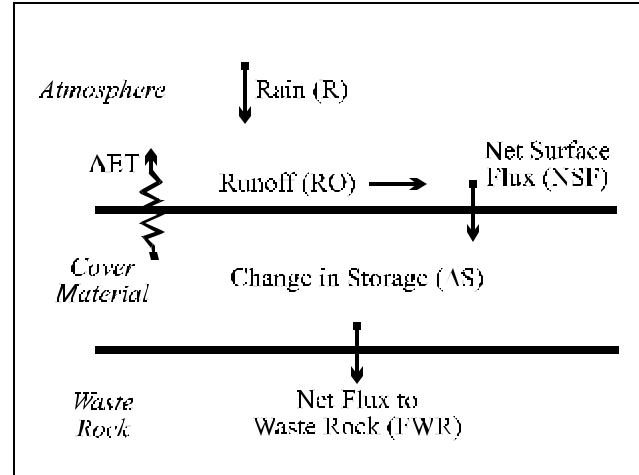 Atmosphere
Rain (R)
AET
Runoff (RO)
Net Surface
Flux (NSF)
Cover
Material
Change in Storage (ΔS)
Net Flux to
Waste Rock (FWR)
Waste
Rock